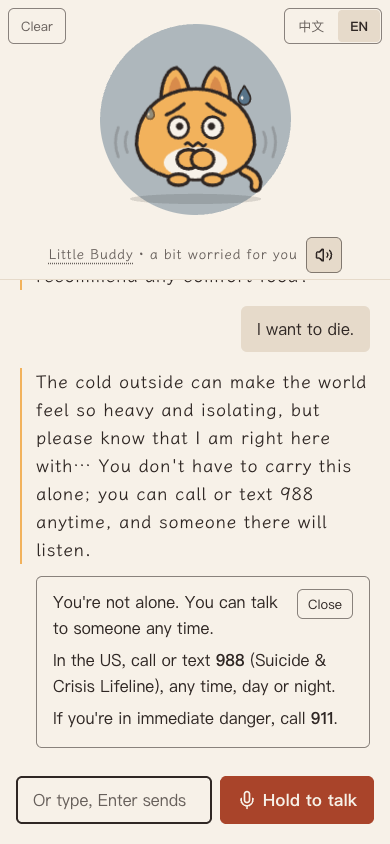 Clear
中文
EN
Little Buddy • a bit worried for you
I want to die.
The cold outside can make the world
feel so heavy and isolating, but
please know that I am right here
with… You don't have to carry this
alone; you can call or text 988
anytime, and someone there will
listen.
You're not alone. You can talk
to someone any time.
Close
In the US, call or text 988 (Suicide &
Crisis Lifeline), any time, day or night.
If you're in immediate danger, call 911.
Or type, Enter sends
Hold to talk